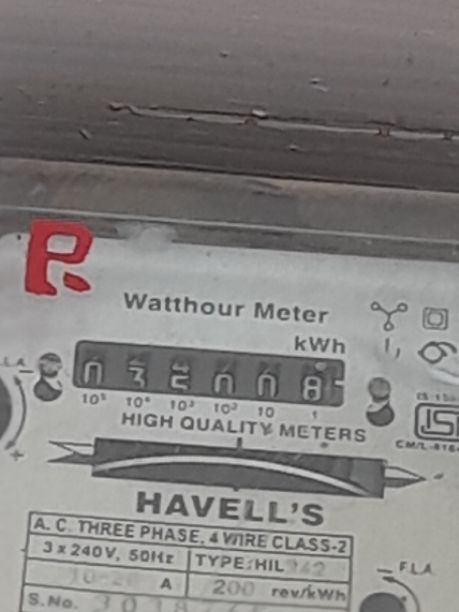 R
Watthour Meter
kWh
10⁵ 10⁴ 10³ 10² 10 1
HIGH QUALITY METERS
HAVELL'S
A. C. THREE PHASE, 4 WIRE CLASS-2
3 x 240V, 50Hz TYPE: HIL
A 200 rev/kWh
S.No.
F.L.A.